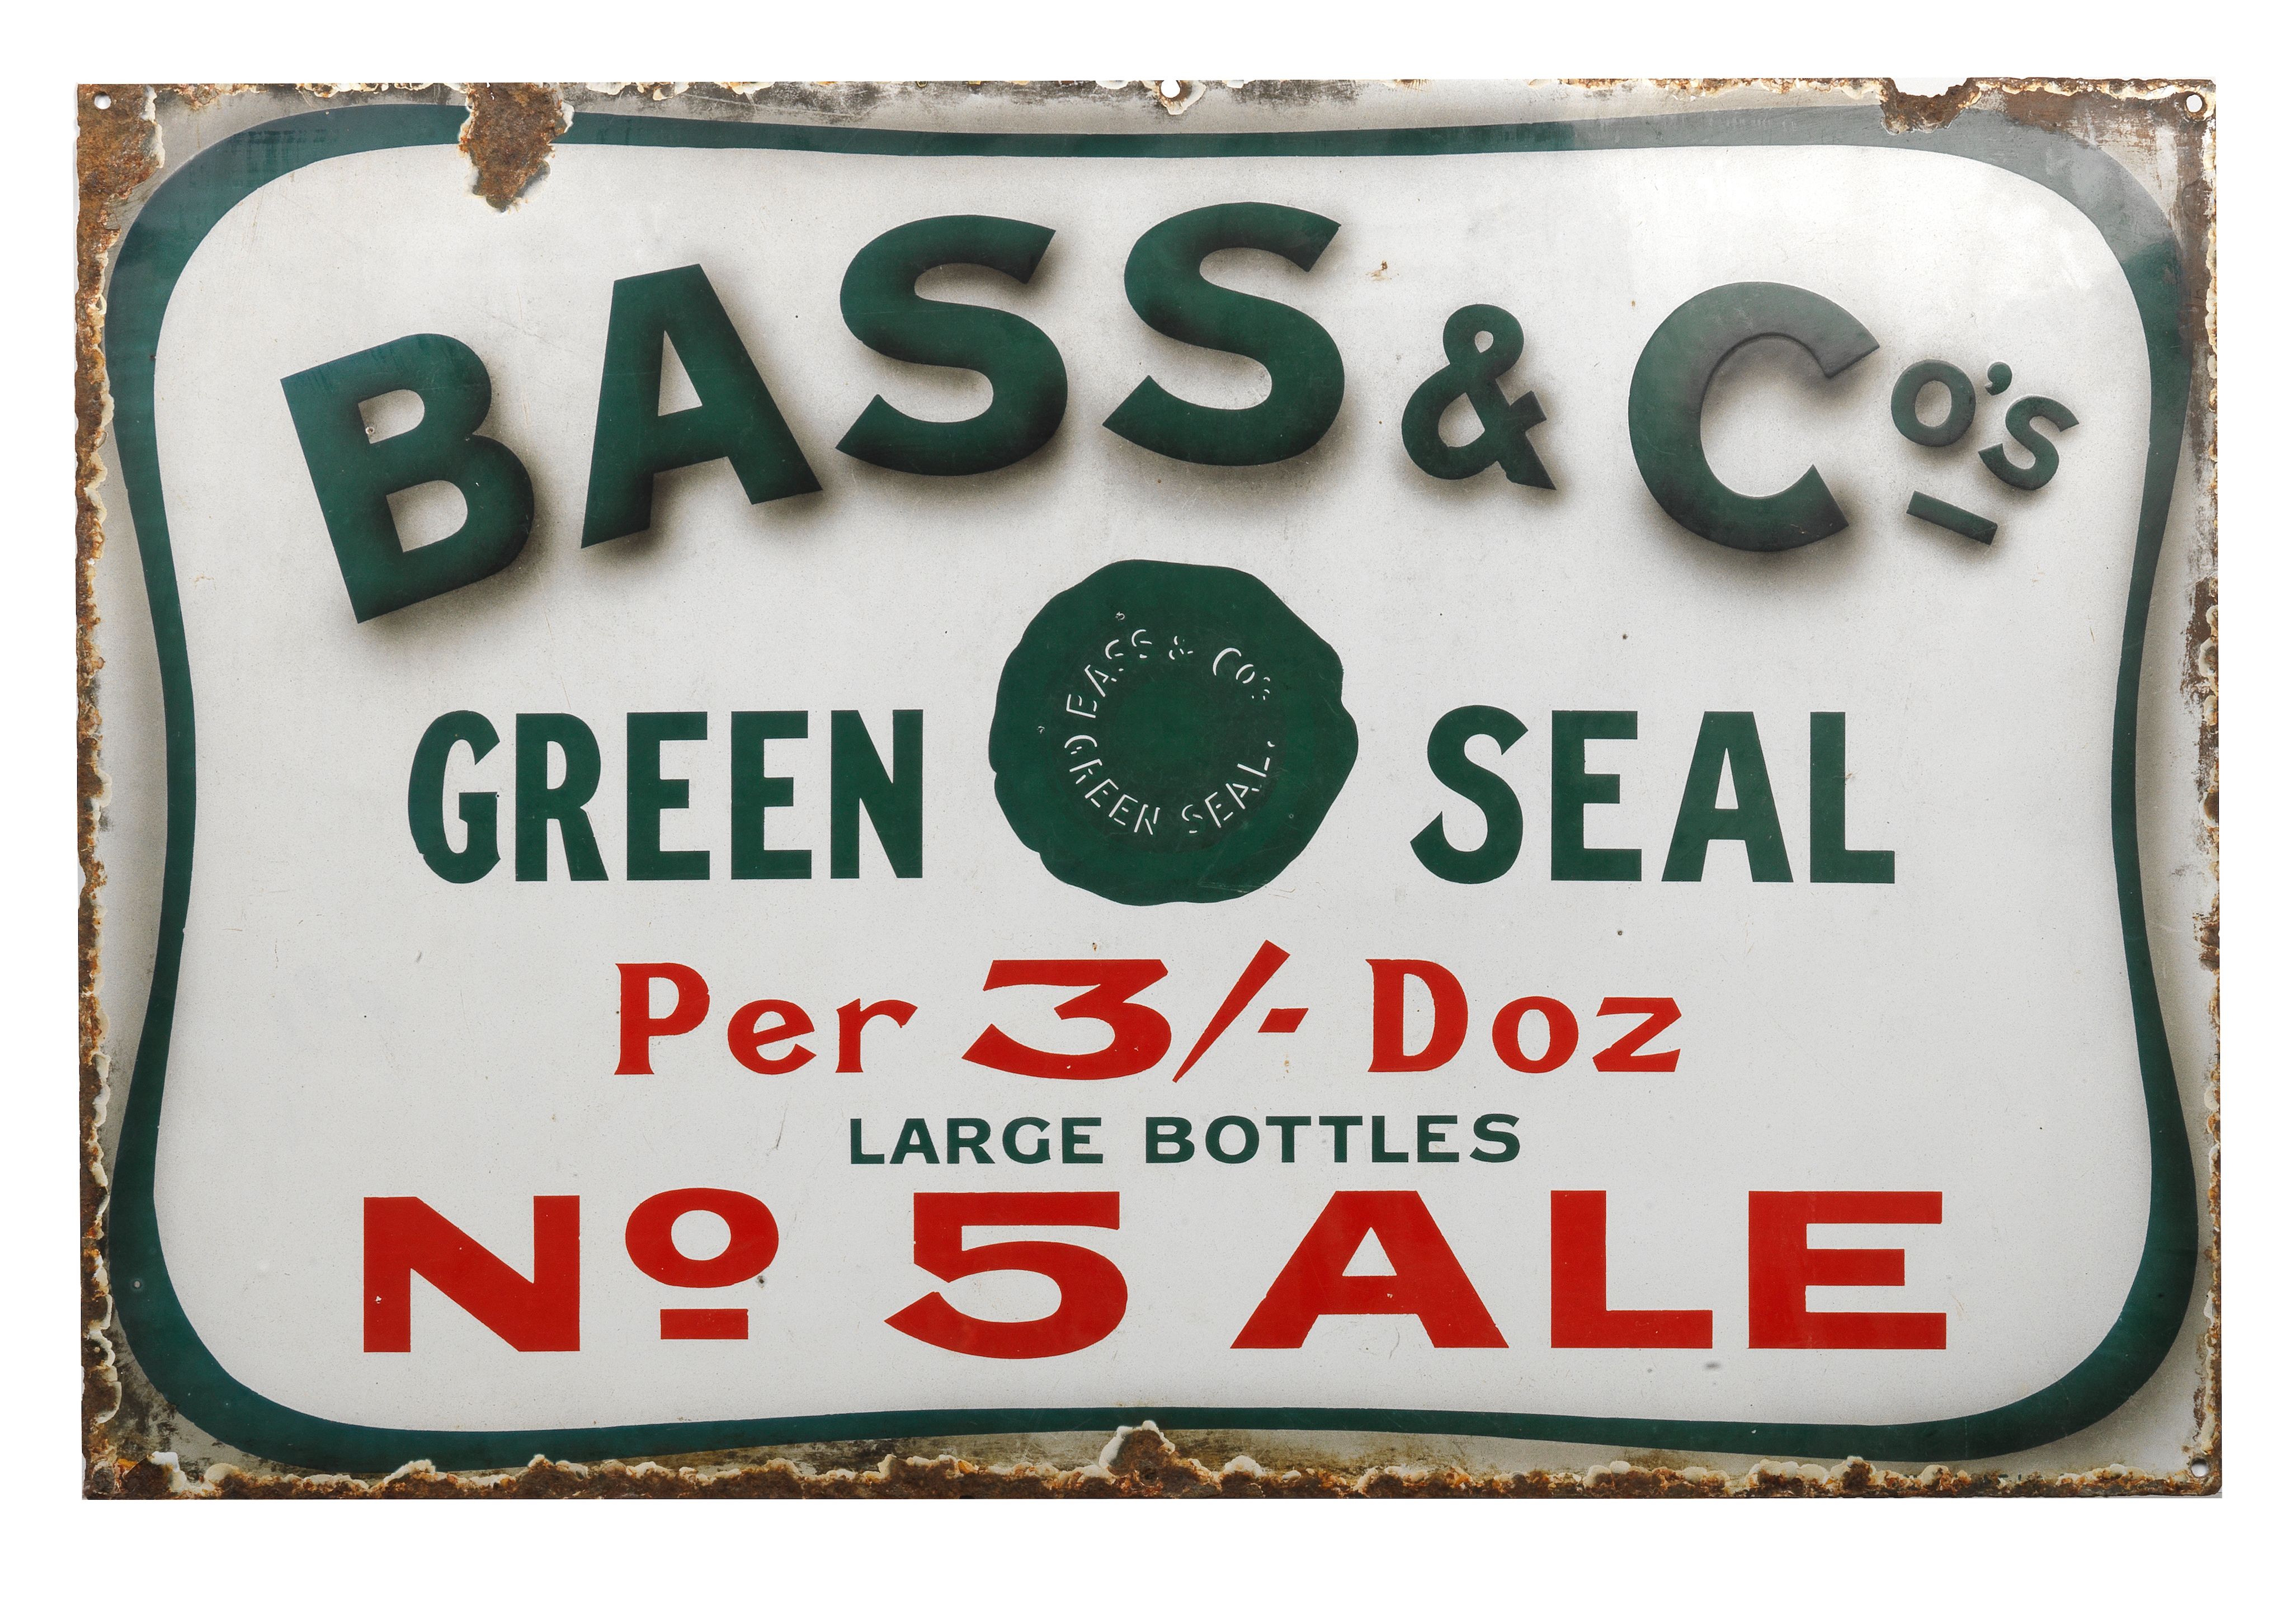 BASS & Co's
BASS & Co's
GREEN SEAL.
GREEN SEAL
Per 3/- Doz
LARGE BOTTLES
No 5 ALE